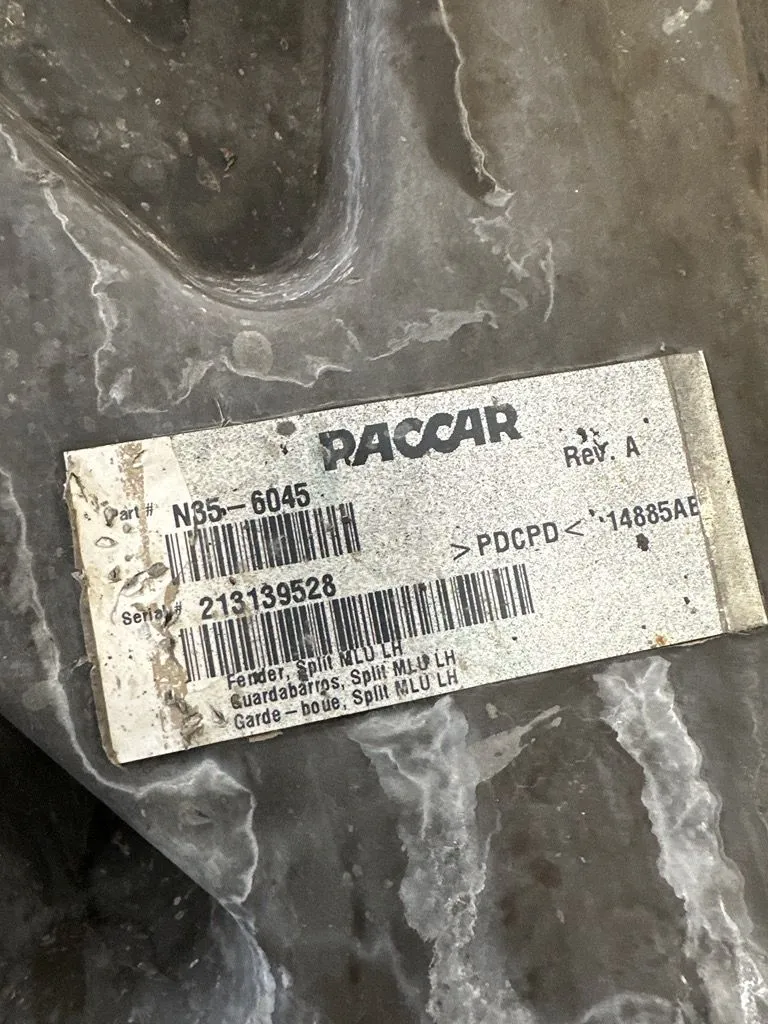 PACCAR
Rev. A
Part # N35-6045
>PDCPD< 14885AE
Serial # 213139528
Fender, Split MLU LH
Guardabarros, Split MLU LH
Garde-boue, Split MLU LH